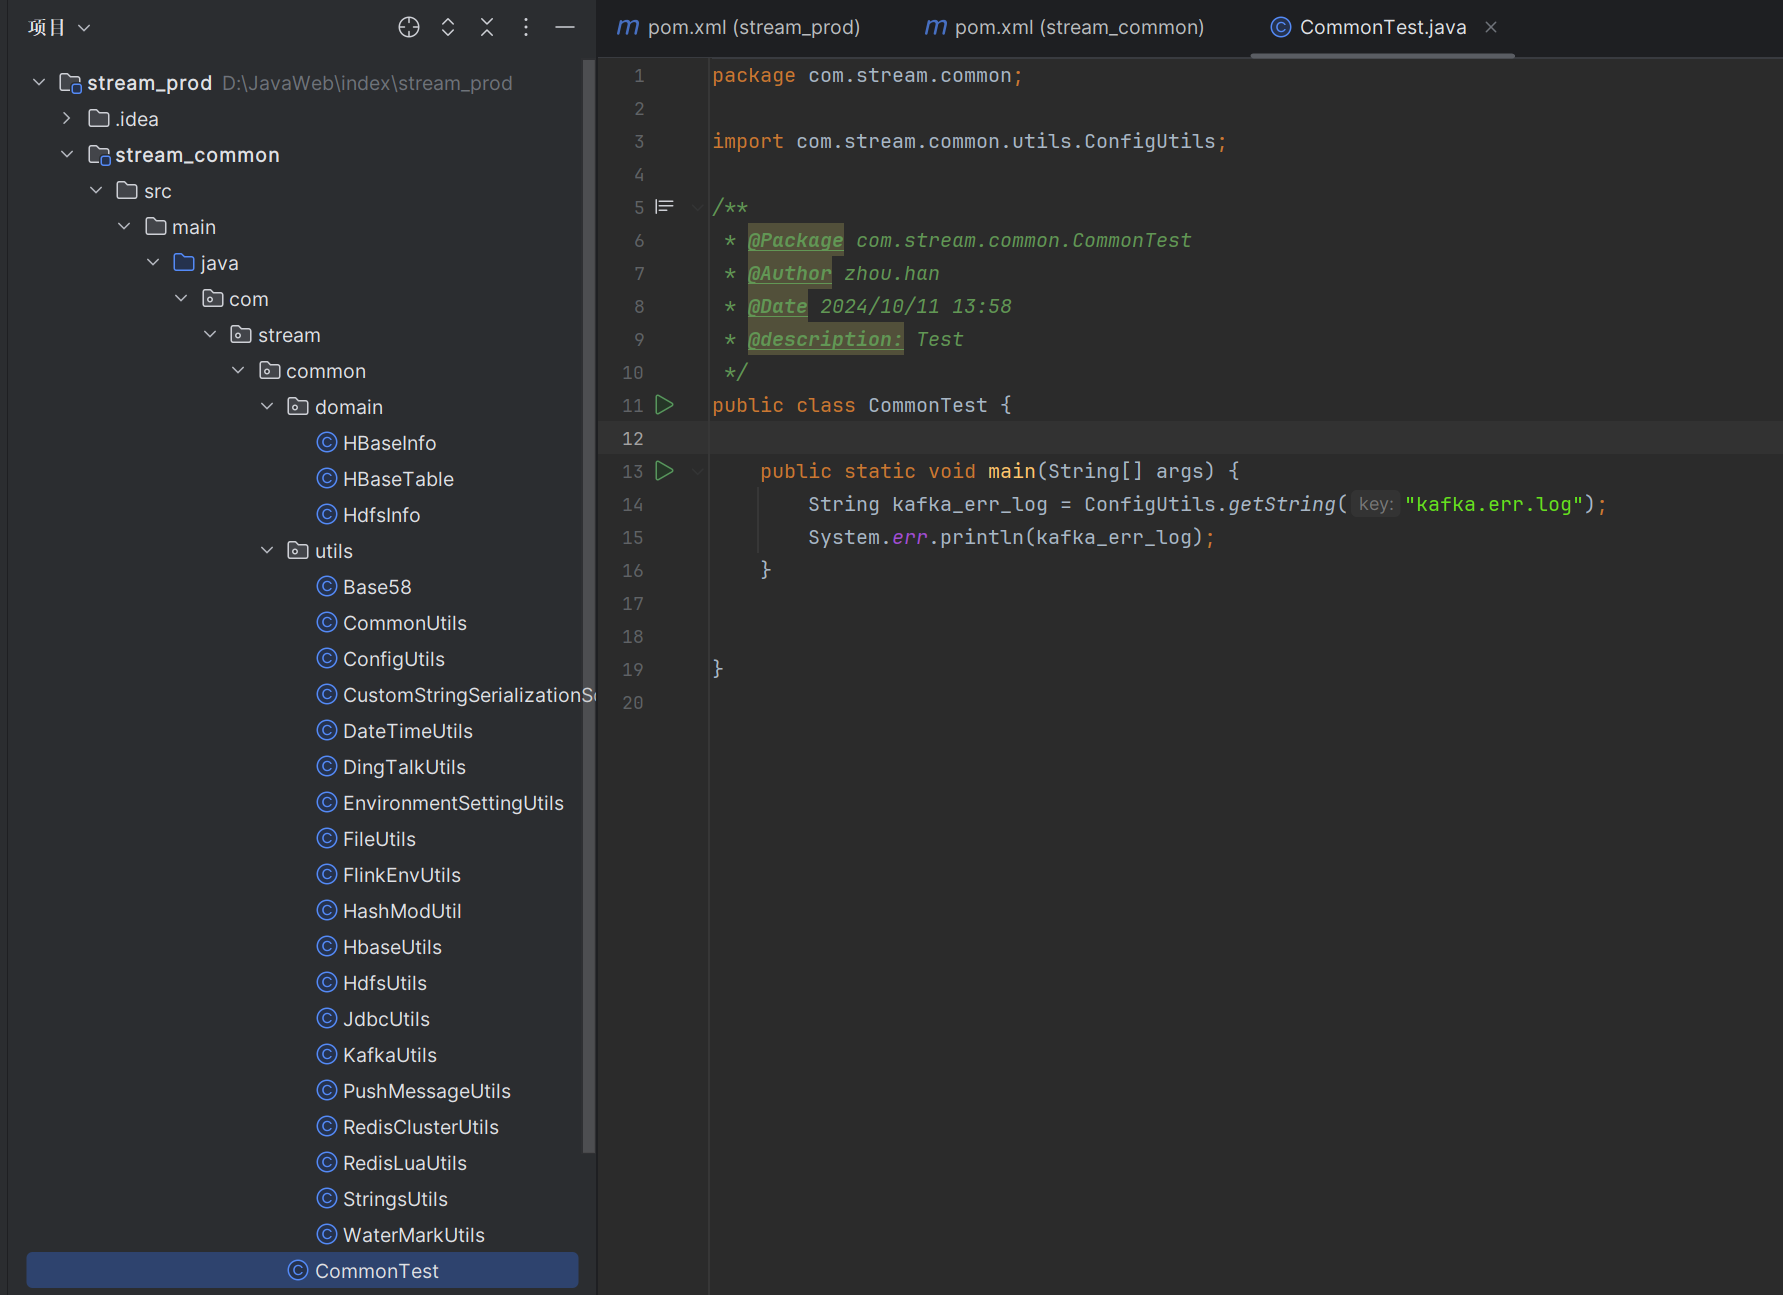 项目
stream_prod D:\JavaWeb\index\stream_prod
.idea
stream_common
src
main
java
com
stream
common
domain
HBaseInfo
HBaseTable
HdfsInfo
utils
Base58
CommonUtils
ConfigUtils
CustomStringSerializationSc
DateTimeUtils
DingTalkUtils
EnvironmentSettingUtils
FileUtils
FlinkEnvUtils
HashModUtil
HbaseUtils
HdfsUtils
JdbcUtils
KafkaUtils
PushMessageUtils
RedisClusterUtils
RedisLuaUtils
StringsUtils
WaterMarkUtils
CommonTest
pom.xml (stream_prod) pom.xml (stream_common) CommonTest.java
1 package com.stream.common;
2
3 import com.stream.common.utils.ConfigUtils;
4
5 /**
6 * @Package com.stream.common.CommonTest
7 * @Author zhou.han
8 * @Date 2024/10/11 13:58
9 * @description: Test
10 */
11 public class CommonTest {
12
13 public static void main(String[] args) {
14 String kafka_err_log = ConfigUtils.getString( key: "kafka.err.log");
15 System.err.println(kafka_err_log);
16 }
17
18
19 }
20